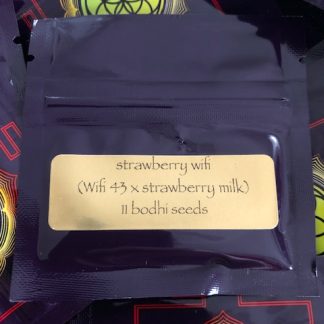 strawberry wifi
(Wifi 43 x strawberry milk)
11 bodhi seeds